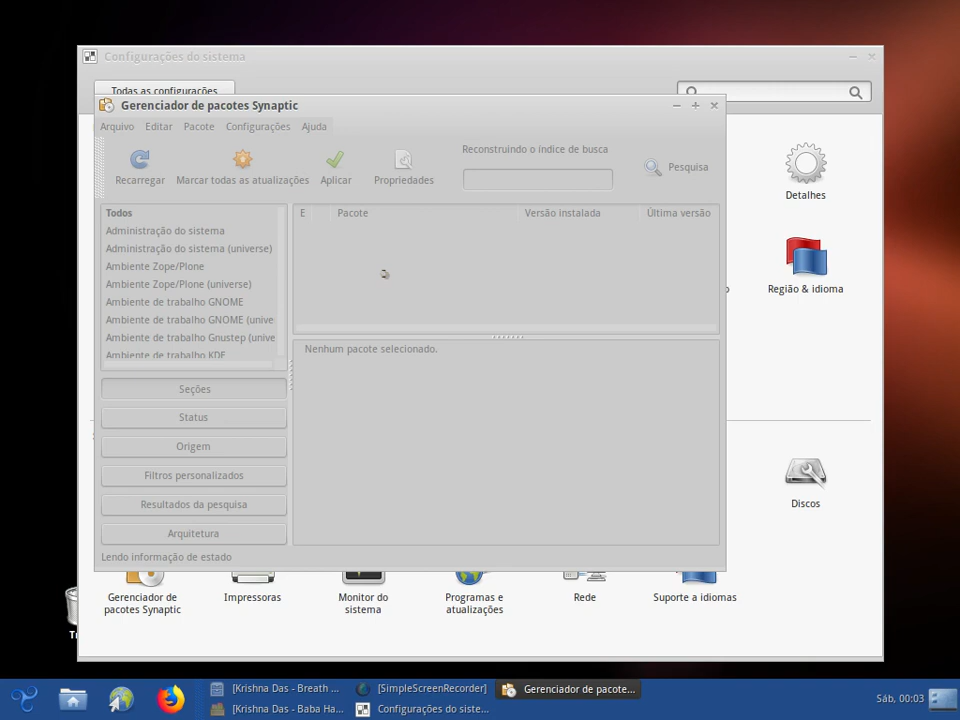 Configurações do sistema
Todas as configurações
Gerenciador de pacotes Synaptic
Arquivo Editar Pacote Configurações Ajuda
Reconstruindo o índice de busca
Recarregar Marcar todas as atualizações Aplicar Propriedades Pesquisa
Todos
Administração do sistema
Administração do sistema (universe)
Ambiente Zope/Plone
Ambiente Zope/Plone (universe)
Ambiente de trabalho GNOME
Ambiente de trabalho GNOME (unive
Ambiente de trabalho Gnustep (unive
Ambiente de trabalho KDE
E Pacote Versão instalada Última versão
Nenhum pacote selecionado.
Seções
Status
Origem
Filtros personalizados
Resultados da pesquisa
Arquitetura
Lendo informação de estado
Detalhes
Região & idioma
Discos
Gerenciador de
pacotes Synaptic
Impressoras
Monitor do
sistema
Programas e
atualizações
Rede
Suporte a idiomas
[Krishna Das - Breath ...
[SimpleScreenRecorder]
Gerenciador de pacote...
[Krishna Das - Baba Ha...
Configurações do siste...
Sáb, 00:03